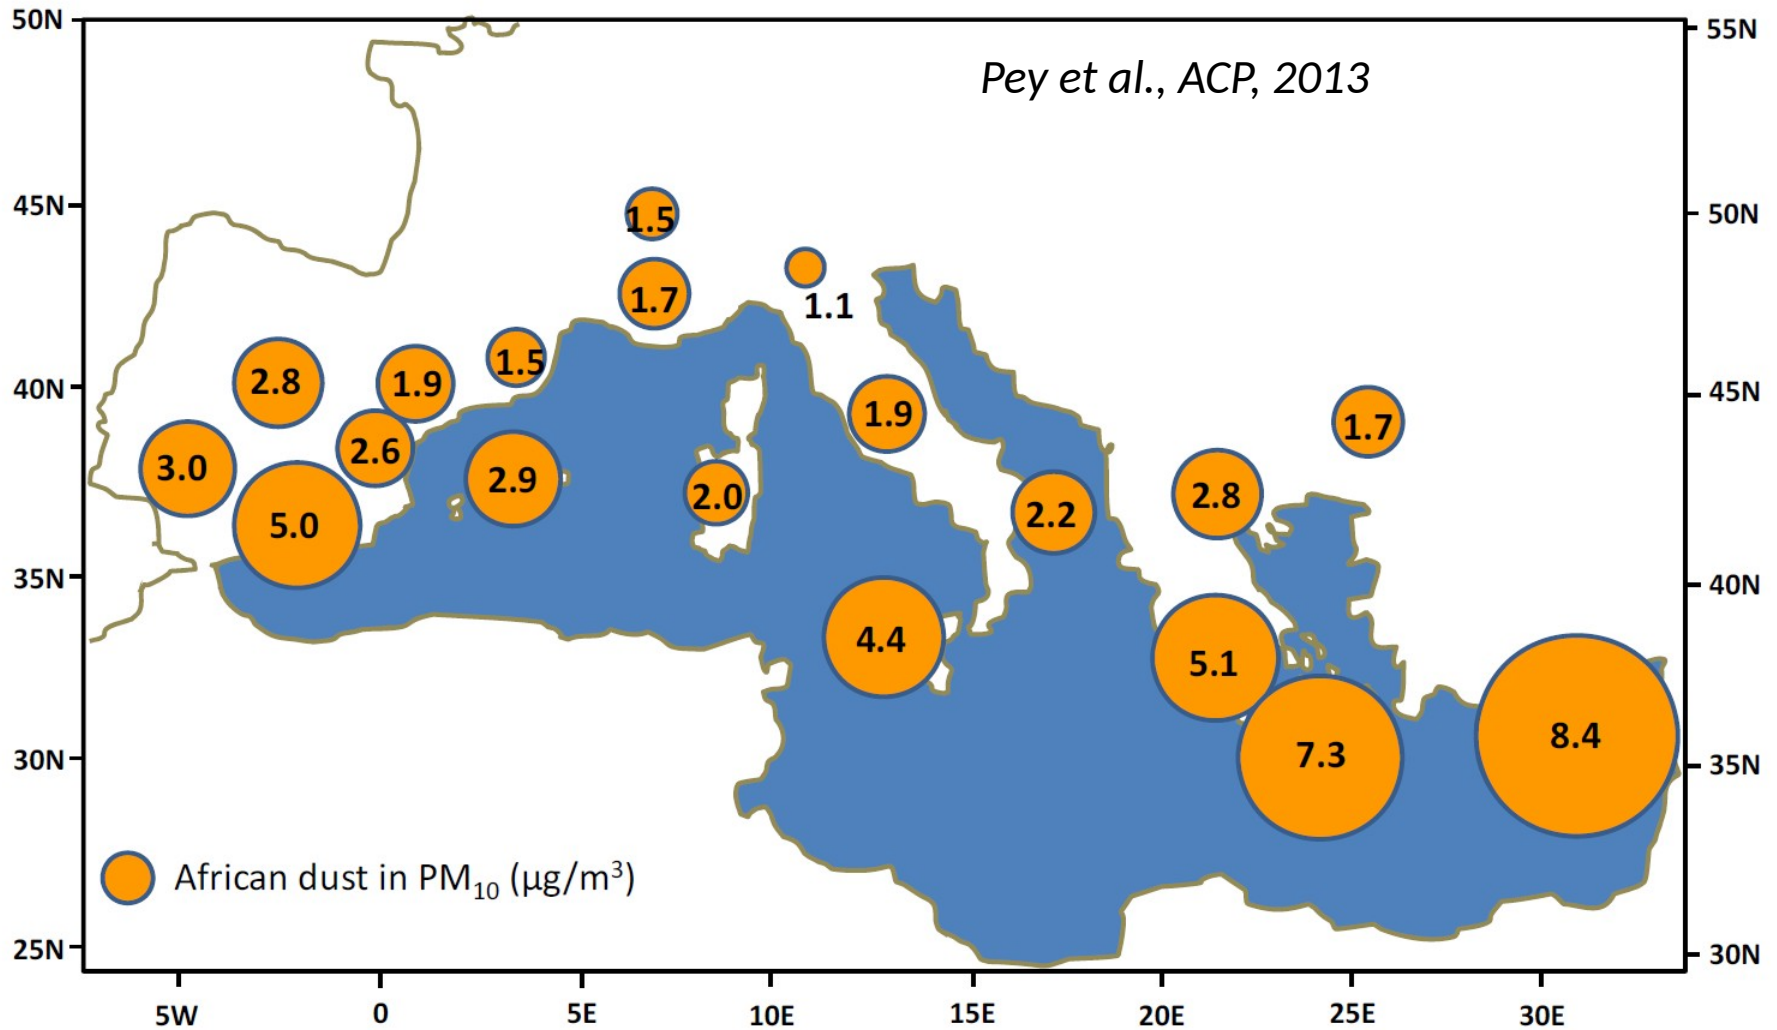 50N
55N
Pey et al., ACP, 2013
45N
50N
1.5
1.7
1.1
1.5
2.8
1.9
40N
45N
1.9
1.7
2.6
3.0
2.9
2.0
2.8
5.0
2.2
35N
40N
4.4
5.1
8.4
7.3
30N
35N
African dust in PM10 (µg/m³)
25N
30N
5W 0 5E 10E 15E 20E 25E 30E